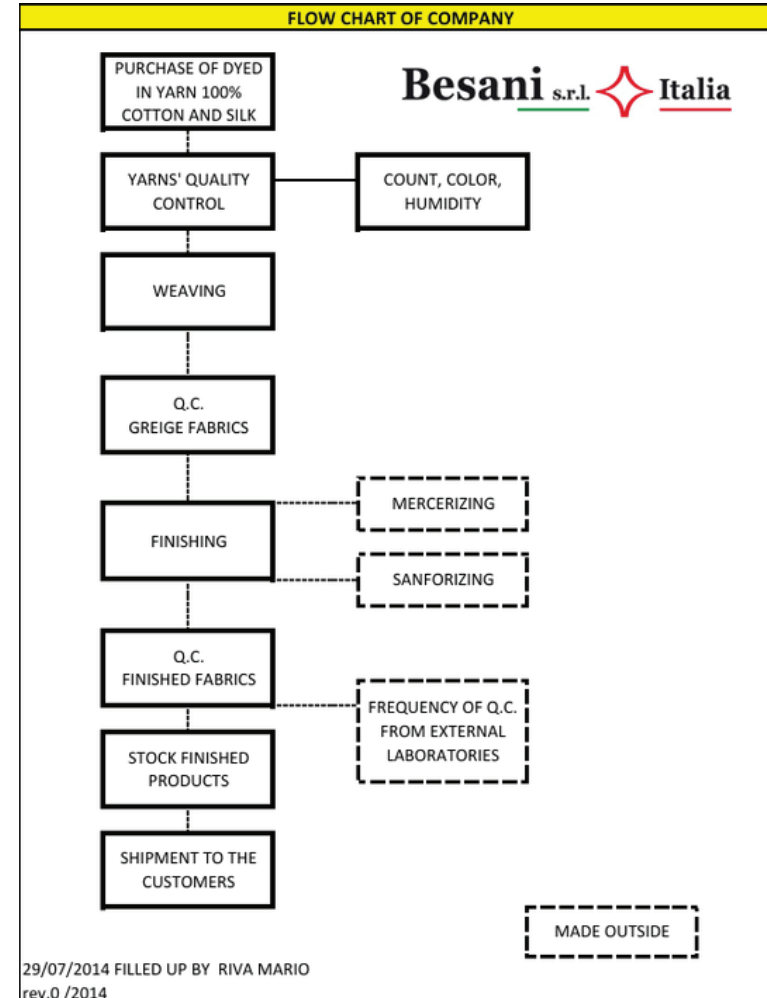 FLOW CHART OF COMPANY
Besani s.r.l. Italia
PURCHASE OF DYED
IN YARN 100%
COTTON AND SILK
YARNS' QUALITY
CONTROL
COUNT, COLOR,
HUMIDITY
WEAVING
Q.C.
GREIGE FABRICS
FINISHING
MERCERIZING
SANFORIZING
Q.C.
FINISHED FABRICS
FREQUENCY OF Q.C.
FROM EXTERNAL
LABORATORIES
STOCK FINISHED
PRODUCTS
SHIPMENT TO THE
CUSTOMERS
MADE OUTSIDE
29/07/2014 FILLED UP BY RIVA MARIO
rev.0 /2014